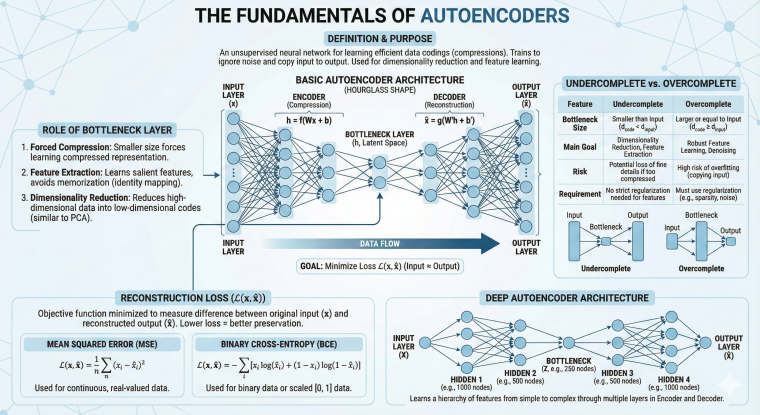 THE FUNDAMENTALS OF AUTOENCODERS
DEFINITION & PURPOSE
An unsupervised neural network for learning efficient data codings (compressions). Trains to
ignore noise and copy input to output. Used for dimensionality reduction and feature learning.
BASIC AUTOENCODER ARCHITECTURE
(HOURGLASS SHAPE)
INPUT
LAYER
(x)
ENCODER
(Compression)
h = f(Wx + b)
BOTTLENECK LAYER
(h, Latent Space)
DECODER
(Reconstruction)
x̂ = g(W'h + b')
OUTPUT
LAYER
(x̂)
INPUT
LAYER
DATA FLOW
OUTPUT
LAYER
GOAL: Minimize Loss ℒ(x, x̂) (Input ≈ Output)
ROLE OF BOTTLENECK LAYER
1. Forced Compression: Smaller size forces
learning compressed representation.
2. Feature Extraction: Learns salient features,
avoids memorization (identity mapping).
3. Dimensionality Reduction: Reduces high-
dimensional data into low-dimensional codes
(similar to PCA).
UNDERCOMPLETE vs. OVERCOMPLETE
Feature Undercomplete Overcomplete
Bottleneck Size Smaller than Input (d_code < d_input) Larger or equal to Input (d_code ≥ d_input)
Main Goal Dimensionality Reduction, Feature Extraction Robust Feature Learning, Denoising
Risk Potential loss of fine details if too compressed High risk of overfitting (copying input)
Requirement No strict regularization needed for features Must use regularization (e.g., sparsity, noise)
Input
Bottleneck
Output
Undercomplete
Input
Bottleneck
Output
Overcomplete
RECONSTRUCTION LOSS (ℒ(x, x̂))
Objective function minimized to measure difference between original input (x) and
reconstructed output (x̂). Lower loss = better preservation.
MEAN SQUARED ERROR (MSE)
ℒ(x, x̂) = 1/n ∑_n (x_i − x̂_i)²
Used for continuous, real-valued data.
BINARY CROSS-ENTROPY (BCE)
ℒ(x, x̂) = − ∑_i [x_i log(x̂_i) + (1 − x_i) log(1 − x̂_i)]
Used for binary data or scaled [0, 1] data.
DEEP AUTOENCODER ARCHITECTURE
INPUT
LAYER
(X)
HIDDEN 1
(e.g., 1000 nodes)
HIDDEN 2
(e.g., 500 nodes)
BOTTLENECK
(Z, e.g., 250 nodes)
HIDDEN 3
(e.g., 500 nodes)
HIDDEN 4
(e.g., 1000 nodes)
OUTPUT
LAYER
(X̂)
Learns a hierarchy of features from simple to complex through multiple layers in Encoder and Decoder.